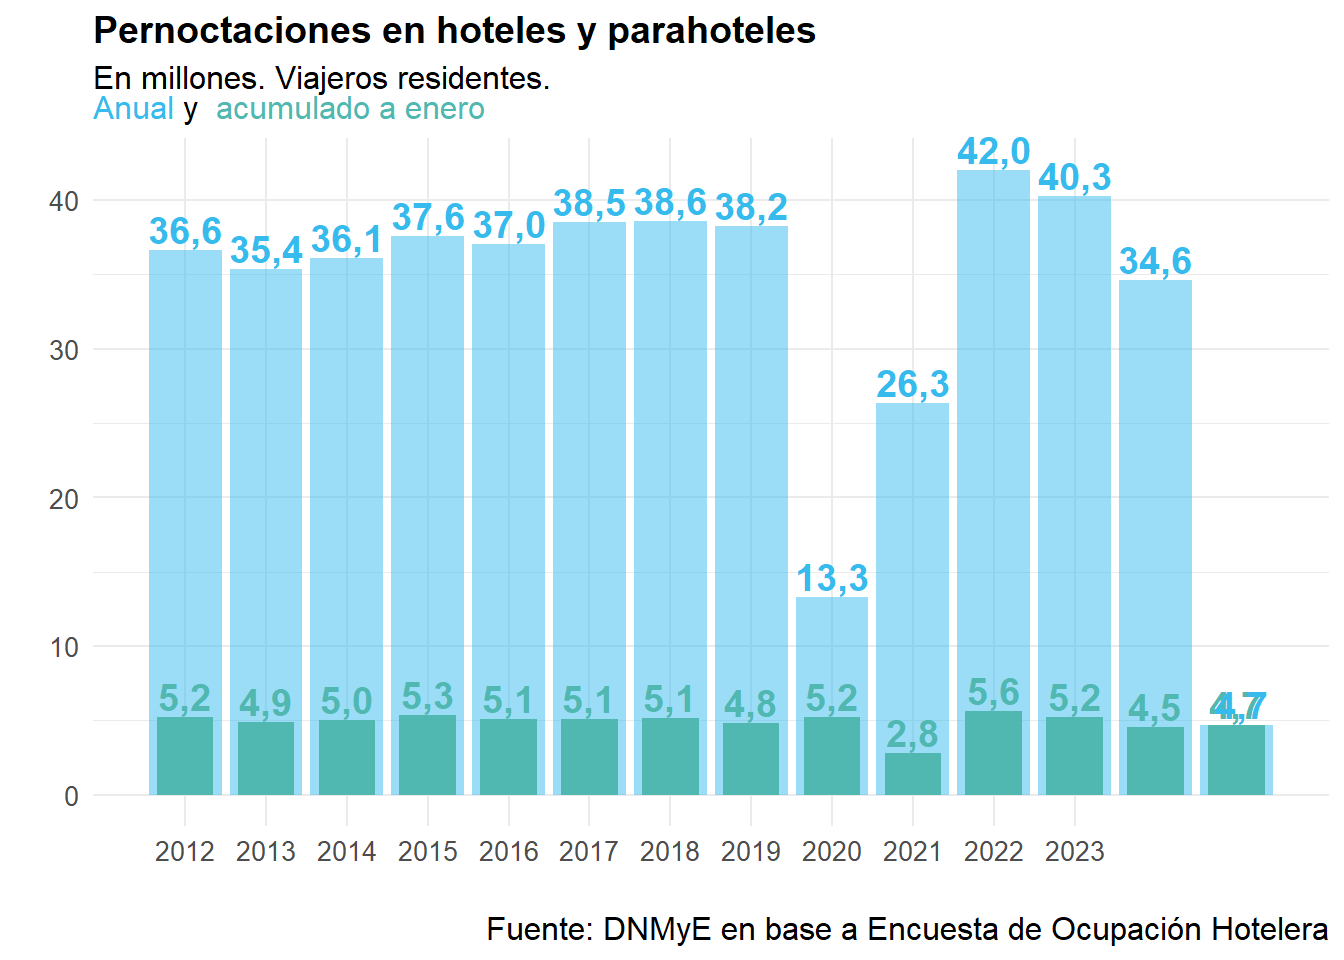 Pernoctaciones en hoteles y parahoteles
En millones. Viajeros residentes.
Anual y acumulado a enero
42,0
40,3
38,5 38,6 38,2
37,6
37,0
36,6
36,1
35,4
34,6
26,3
13,3
5,2 4,9 5,0 5,3 5,1 5,1 5,1 4,8 5,2 2,8 5,6 5,2 4,5 4,7 4,7
40
30
20
10
0
2012 2013 2014 2015 2016 2017 2018 2019 2020 2021 2022 2023
Fuente: DNMyE en base a Encuesta de Ocupación Hotelera